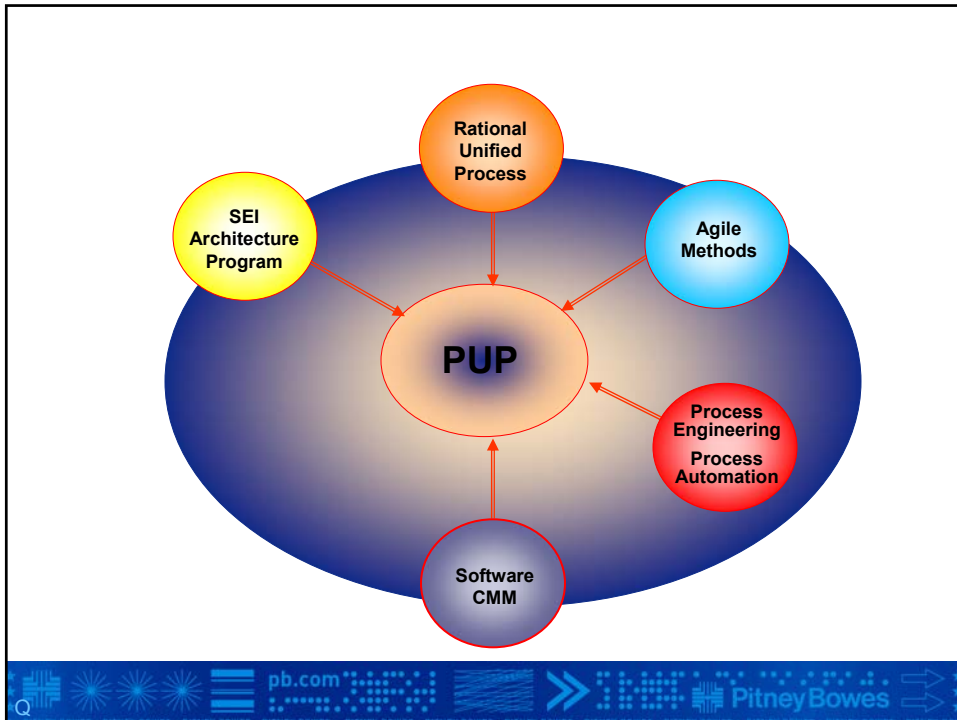 Rational
Unified
Process
SEI
Architecture
Program
Agile
Methods
PUP
Process
Engineering
Process
Automation
Software
CMM
pb.com
Pitney Bowes
Q